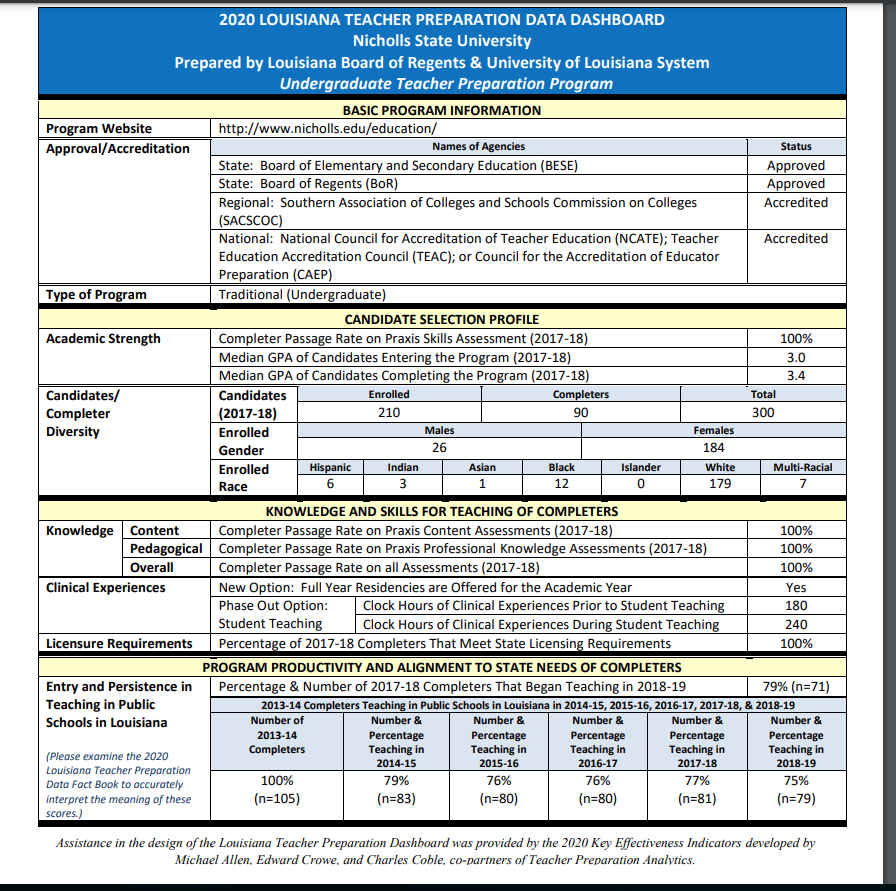 2020 LOUISIANA TEACHER PREPARATION DATA DASHBOARD
Nicholls State University
Prepared by Louisiana Board of Regents & University of Louisiana System
Undergraduate Teacher Preparation Program
BASIC PROGRAM INFORMATION
Program Website http://www.nicholls.edu/education/
Approval/Accreditation Names of Agencies Status
State: Board of Elementary and Secondary Education (BESE) Approved
State: Board of Regents (BoR) Approved
Regional: Southern Association of Colleges and Schools Commission on Colleges Accredited
(SACSCOC)
National: National Council for Accreditation of Teacher Education (NCATE); Teacher Accredited
Education Accreditation Council (TEAC); or Council for the Accreditation of Educator
Preparation (CAEP)
Type of Program Traditional (Undergraduate)
CANDIDATE SELECTION PROFILE
Academic Strength Completer Passage Rate on Praxis Skills Assessment (2017-18) 100%
Median GPA of Candidates Entering the Program (2017-18) 3.0
Median GPA of Candidates Completing the Program (2017-18) 3.4
Candidates/
Completer
Diversity
Candidates
(2017-18)
Enrolled Completers Total
210 90 300
Enrolled
Gender
Males Females
26 184
Enrolled
Race
Hispanic Indian Asian Black Islander White Multi-Racial
6 3 1 12 0 179 7
KNOWLEDGE AND SKILLS FOR TEACHING OF COMPLETERS
Knowledge Content Completer Passage Rate on Praxis Content Assessments (2017-18) 100%
Pedagogical Completer Passage Rate on Praxis Professional Knowledge Assessments (2017-18) 100%
Overall Completer Passage Rate on all Assessments (2017-18) 100%
Clinical Experiences New Option: Full Year Residencies are Offered for the Academic Year Yes
Phase Out Option: Clock Hours of Clinical Experiences Prior to Student Teaching 180
Student Teaching Clock Hours of Clinical Experiences During Student Teaching 240
Licensure Requirements Percentage of 2017-18 Completers That Meet State Licensing Requirements 100%
PROGRAM PRODUCTIVITY AND ALIGNMENT TO STATE NEEDS OF COMPLETERS
Entry and Persistence in
Teaching in Public
Schools in Louisiana
(Please examine the 2020
Louisiana Teacher Preparation
Data Fact Book to accurately
interpret the meaning of these
scores.)
Percentage & Number of 2017-18 Completers That Began Teaching in 2018-19 79% (n=71)
2013-14 Completers Teaching in Public Schools in Louisiana in 2014-15, 2015-16, 2016-17, 2017-18, & 2018-19
Number of Number & Number & Number & Number & Number &
2013-14 Percentage Percentage Percentage Percentage Percentage
Completers Teaching in Teaching in Teaching in Teaching in Teaching in
2014-15 2015-16 2016-17 2017-18 2018-19
100% 79% 76% 76% 77% 75%
(n=105) (n=83) (n=80) (n=80) (n=81) (n=79)
Assistance in the design of the Louisiana Teacher Preparation Dashboard was provided by the 2020 Key Effectiveness Indicators developed by
Michael Allen, Edward Crowe, and Charles Coble, co-partners of Teacher Preparation Analytics.